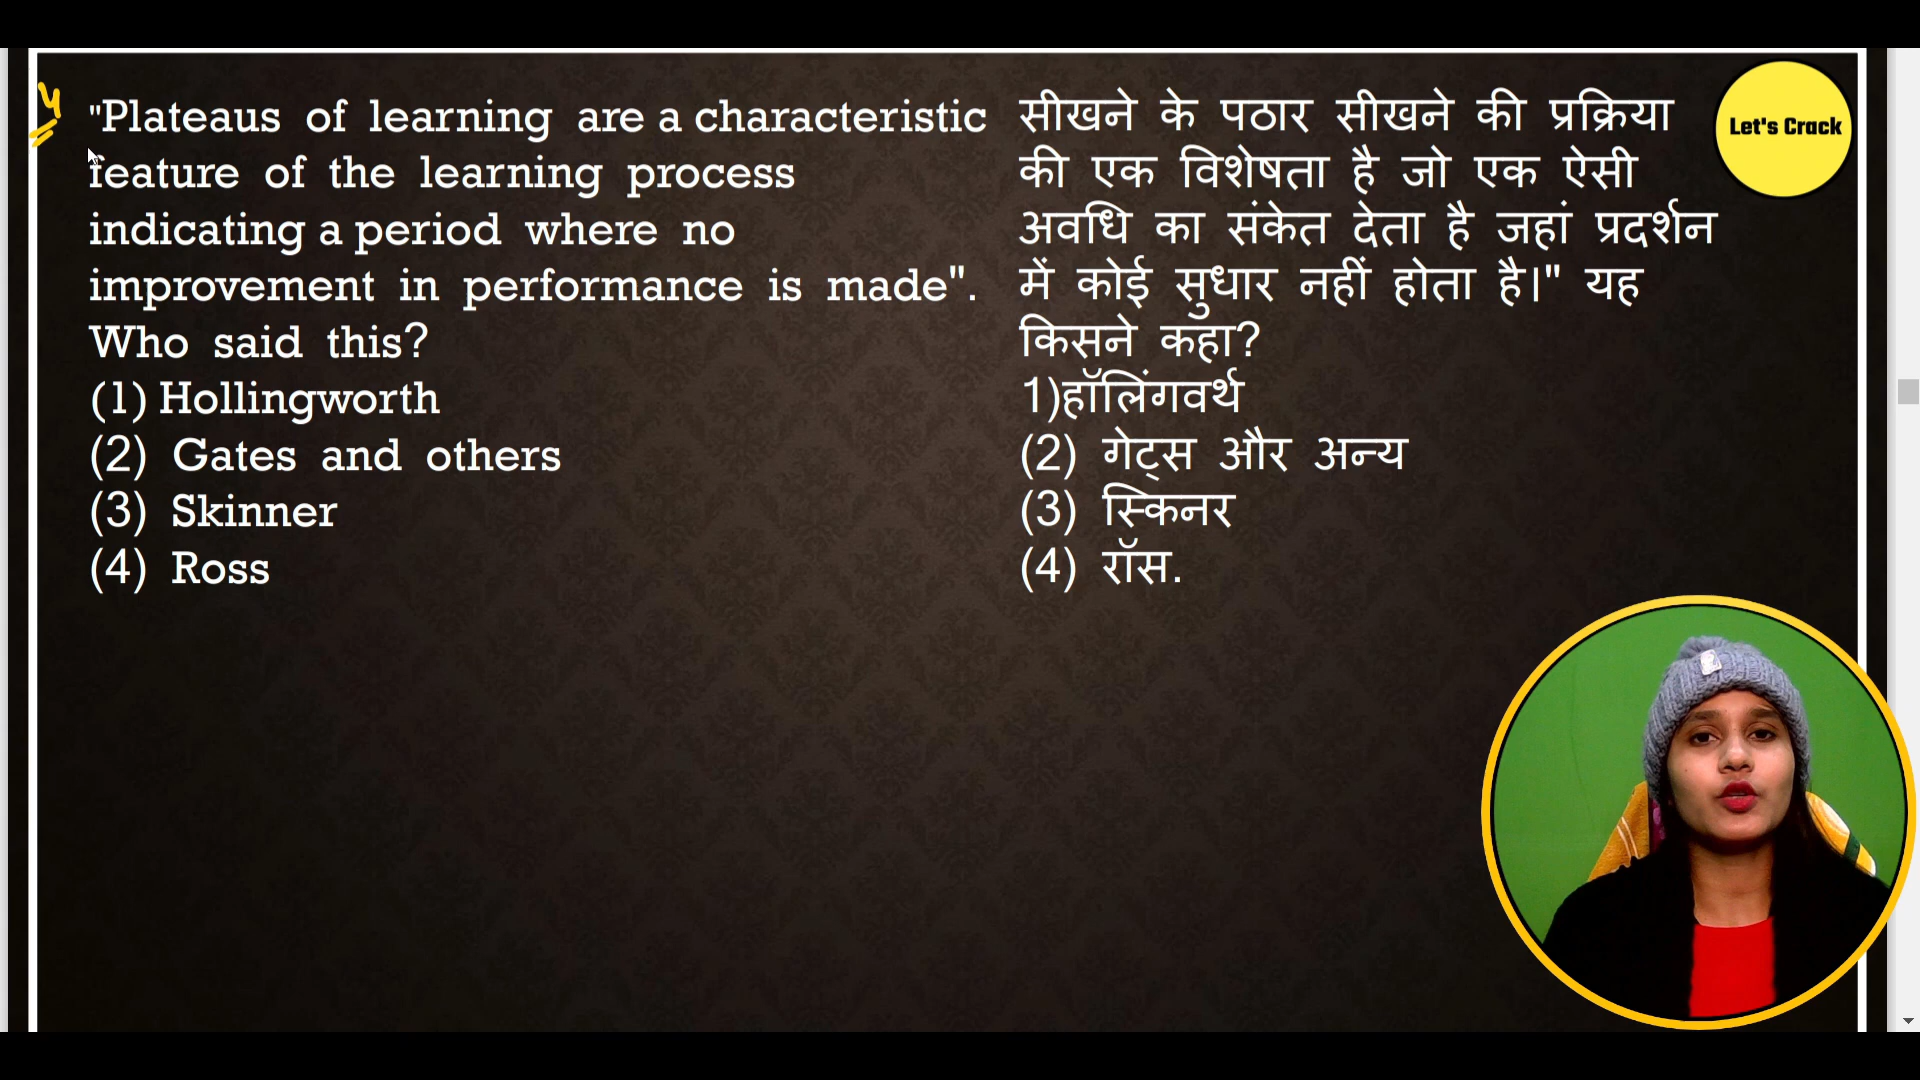 "Plateaus of learning are a characteristic
feature of the learning process
indicating a period where no
improvement in performance is made".
Who said this?
(1) Hollingworth
(2) Gates and others
(3) Skinner
(4) Ross
सीखने के पठार सीखने की प्रक्रिया
की एक विशेषता है जो एक ऐसी
अवधि का संकेत देता है जहां प्रदर्शन
में कोई सुधार नहीं होता है।" यह
किसने कहा?
1)हॉलिंगवर्थ
(2) गेट्स और अन्य
(3) स्किनर
(4) रॉस.
Let's Crack